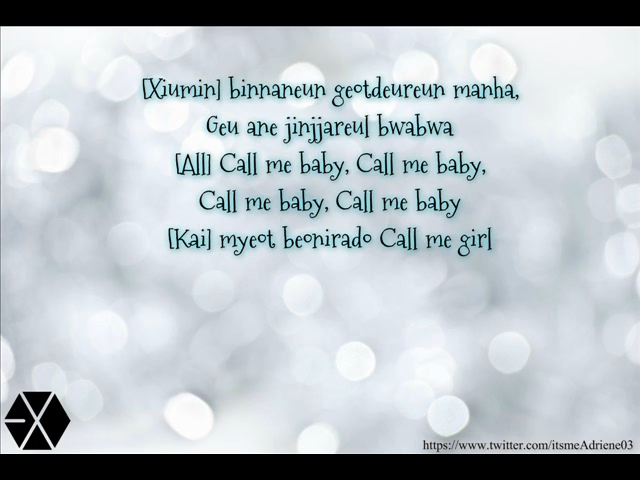 [Xiumin] binnaneun geotdeureun manha,
Geu ane jinjjareul bwabwa
[All] Call me baby, Call me baby,
Call me baby, Call me baby
[Kai] myeot beonirado Call me girl
https://www.twitter.com/itsmeAdriene03